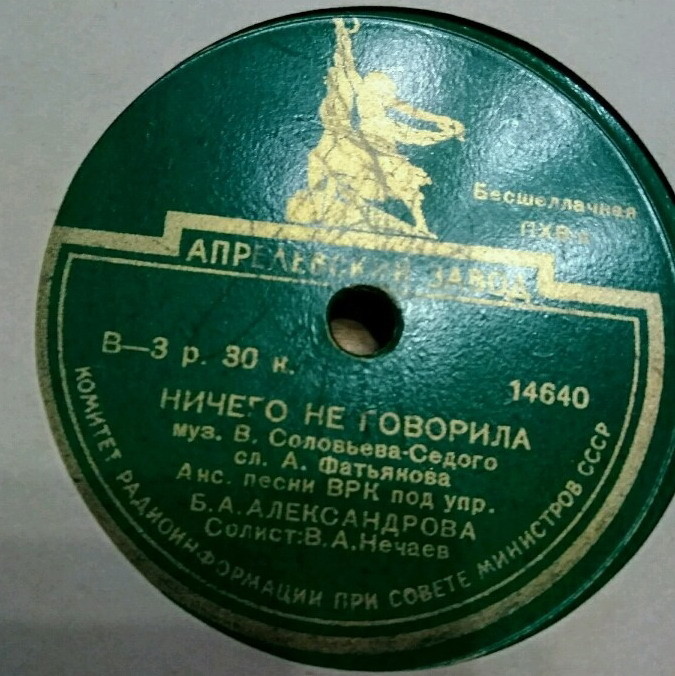 Бесшеллачная
АПРЕЛЕВСКИЙ ЗАВОД
В—3 р. 30 к.
14640
НИЧЕГО НЕ ГОВОРИЛА
муз. В. Соловьева-Седого
сл. А. Фатьянова
Анс. песни ВРК под упр.
Б. А. АЛЕКСАНДРОВА
Солист: В. А. Нечаев
КОМИТЕТ РАДИОИНФОРМАЦИИ ПРИ СОВЕТЕ МИНИСТРОВ СССР